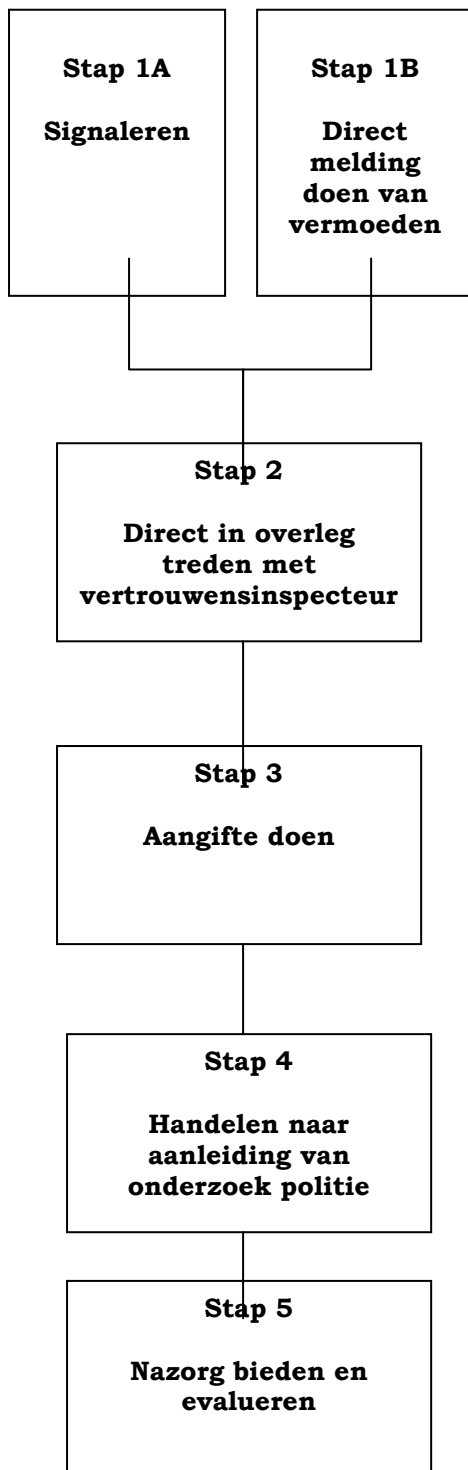 Stap 1A
Signaleren
Stap 1B
Direct
melding
doen van
vermoeden
Stap 2
Direct in overleg
treden met
vertrouwensinspecteur
Stap 3
Aangifte doen
Stap 4
Handelen naar
aanleiding van
onderzoek politie
Stap 5
Nazorg bieden en
evalueren